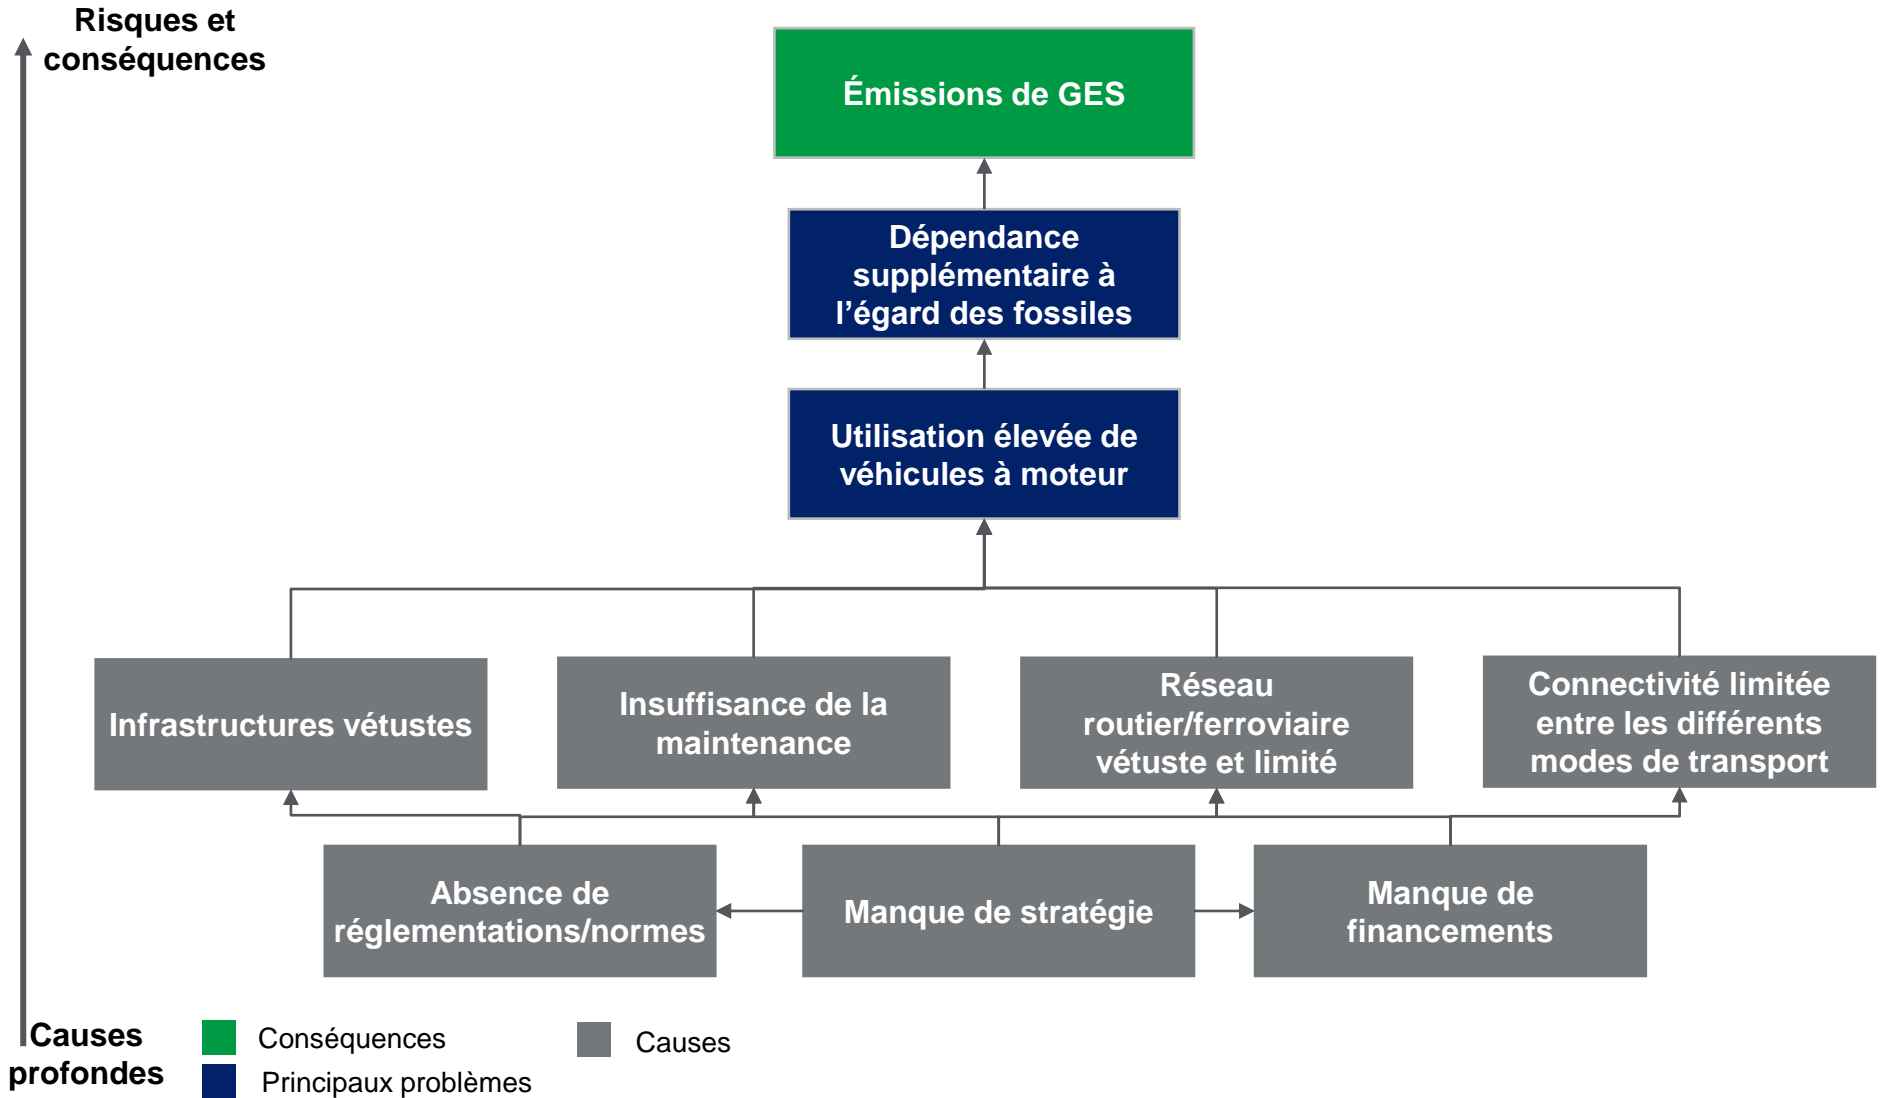 Risques et
conséquences
Émissions de GES
Dépendance
supplémentaire à
l’égard des fossiles
Utilisation élevée de
véhicules à moteur
Infrastructures vétustes
Insuffisance de la
maintenance
Réseau
routier/ferroviaire
vétuste et limité
Connectivité limitée
entre les différents
modes de transport
Absence de
réglementations/normes
Manque de stratégie
Manque de
financements
Causes
profondes
Conséquences
Causes
Principaux problèmes